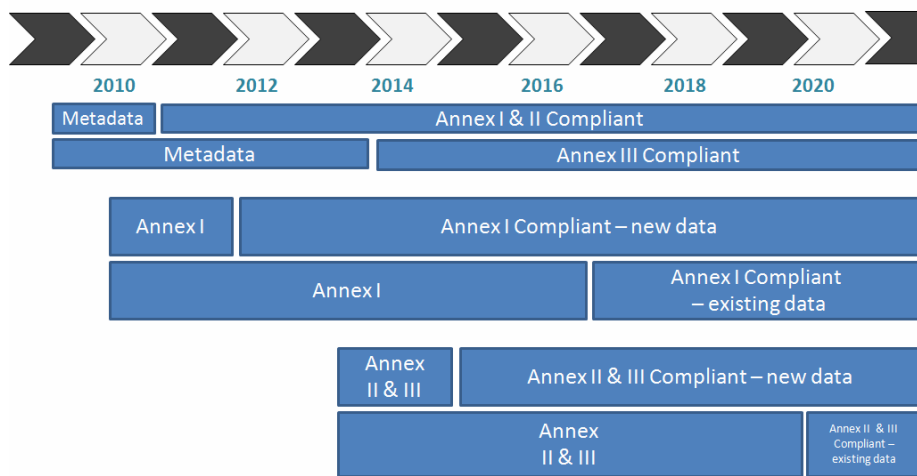 2010 2012 2014 2016 2018 2020
Metadata Annex I & II Compliant
Metadata Annex III Compliant
Annex I Annex I Compliant – new data
Annex I Annex I Compliant
– existing data
Annex
II & III Annex II & III Compliant – new data
Annex
II & III
Annex II & III
Compliant –
existing data